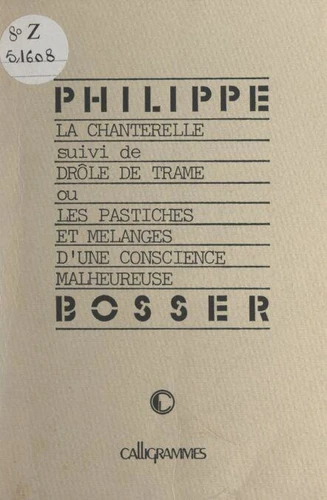 8o Z
51608
PHILIPPE
LA CHANTERELLE
suivi de
DRÔLE DE TRAME
ou
LES PASTICHES
ET MELANGES
D'UNE CONSCIENCE
MALHEUREUSE
BOSSER
CALLIGRAMMES